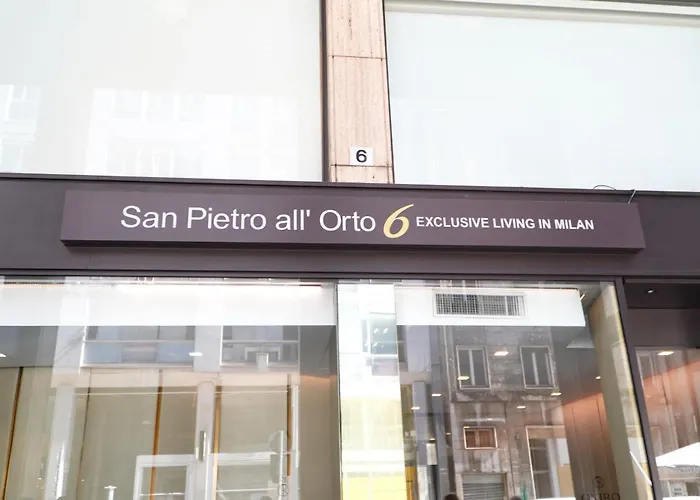 6
San Pietro all' Orto 6 EXCLUSIVE LIVING IN MILAN